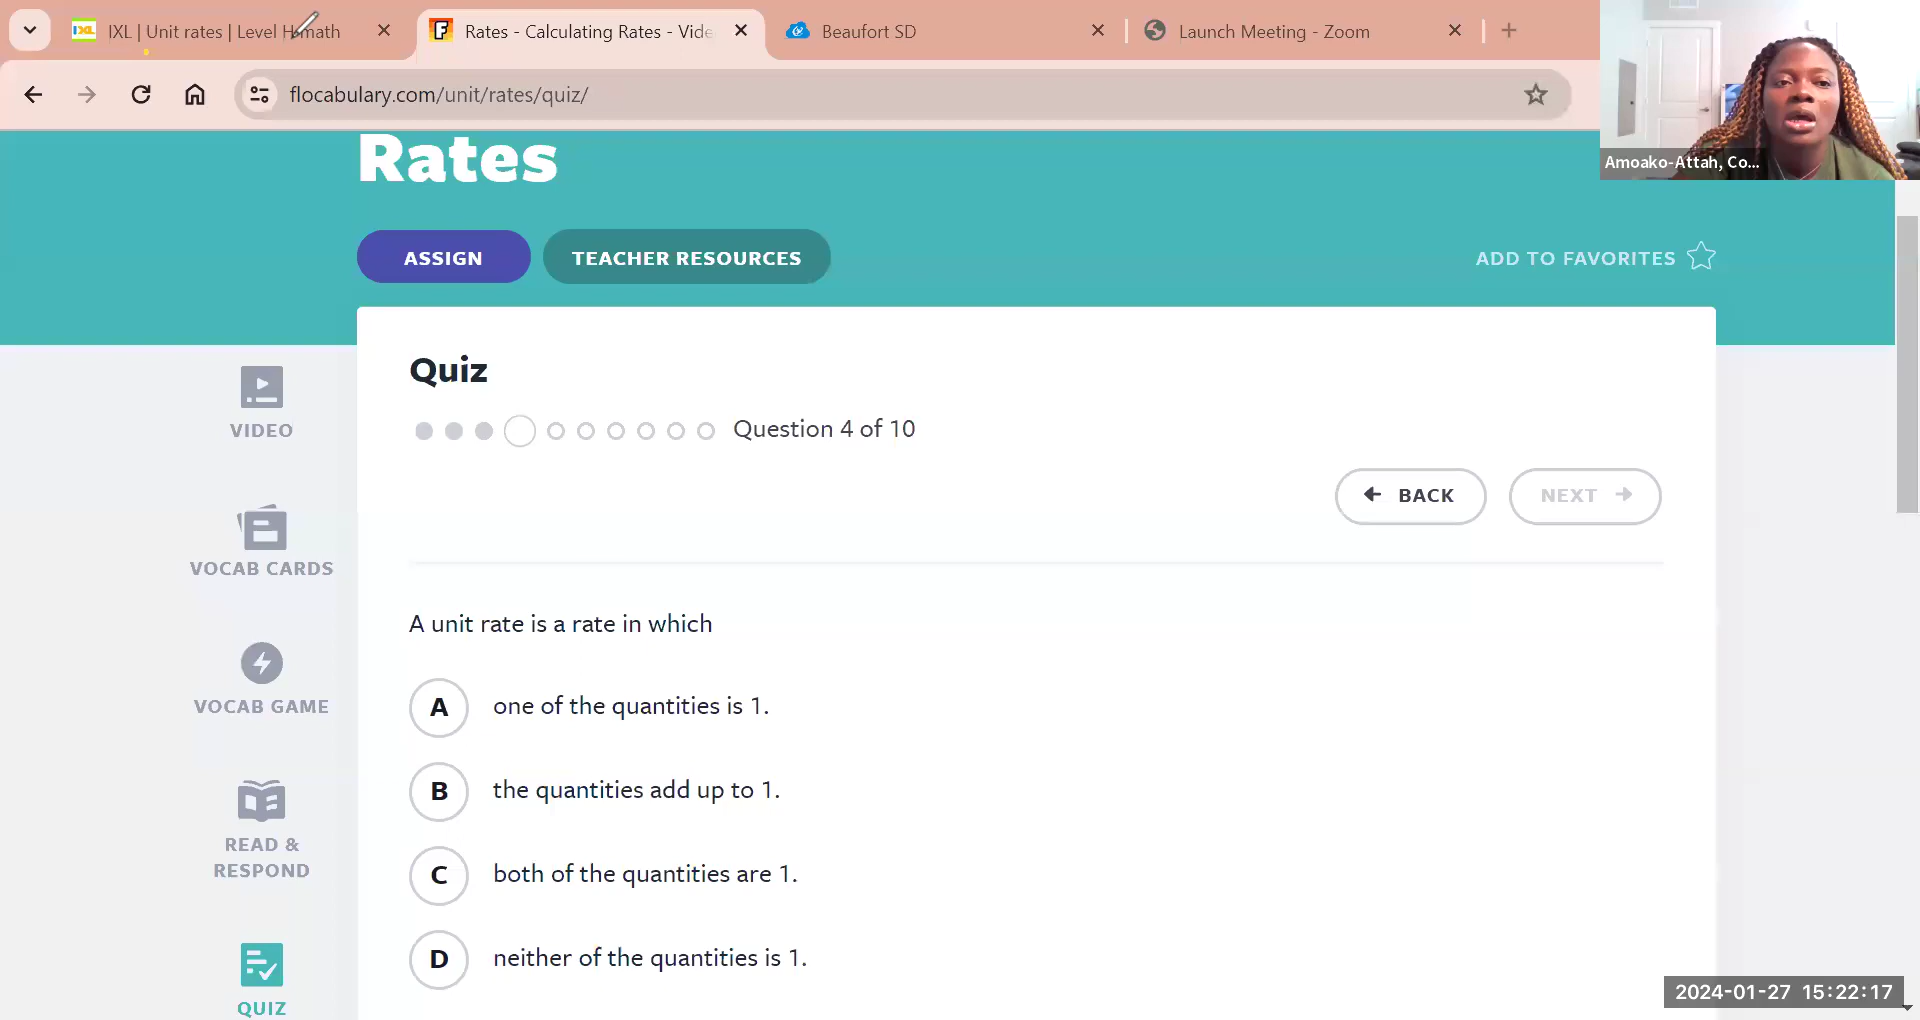 IXL | Unit rates | Level H math
Rates - Calculating Rates - Vide
Beaufort SD
Launch Meeting - Zoom
flocabulary.com/unit/rates/quiz/
Amoako-Attah, Co...
Rates
ASSIGN
TEACHER RESOURCES
ADD TO FAVORITES
Quiz
VIDEO
Question 4 of 10
BACK
NEXT
VOCAB CARDS
A unit rate is a rate in which
A one of the quantities is 1.
VOCAB GAME
B the quantities add up to 1.
READ &
RESPOND
C both of the quantities are 1.
D neither of the quantities is 1.
QUIZ
2024-01-27 15:22:17